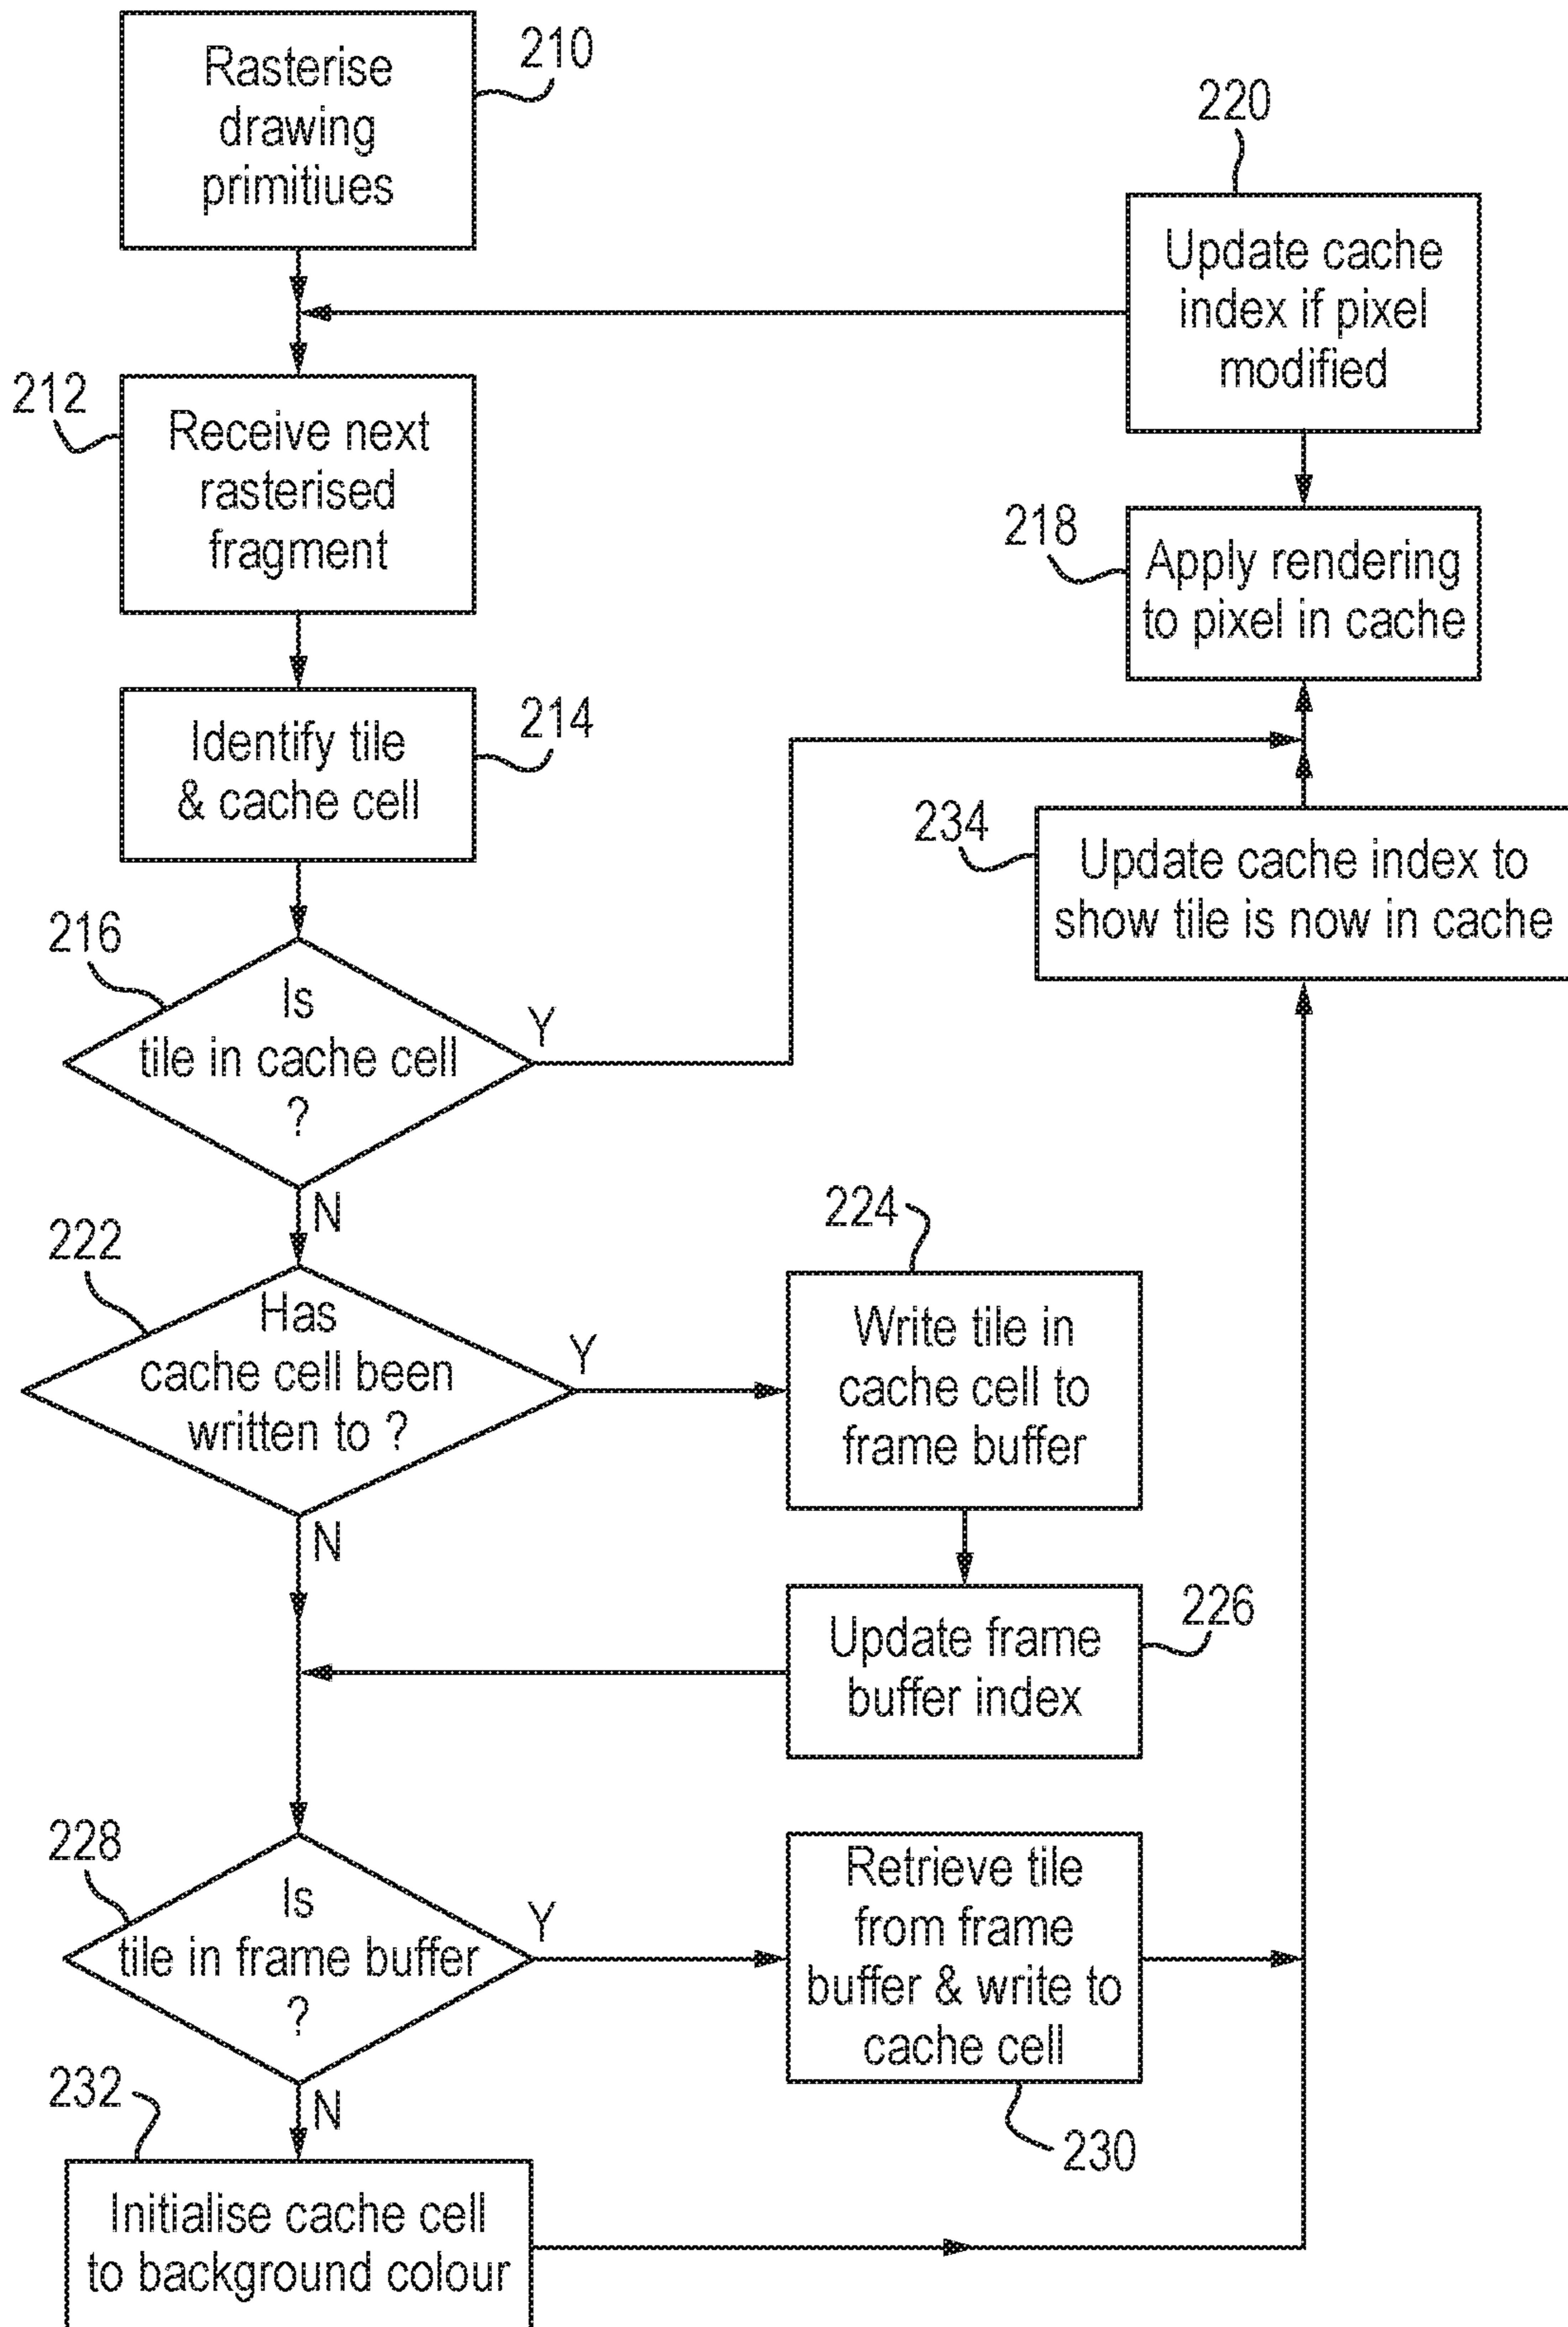 Rasterise
drawing
primitiues
210
220
Update cache
index if pixel
modified
212
Receive next
rasterised
fragment
218
Apply rendering
to pixel in cache
Identify tile
& cache cell
214
234
Update cache index to
show tile is now in cache
216
Is
tile in cache cell
?
Y
N
222
Has
cache cell been
written to ?
Y
N
224
Write tile in
cache cell to
frame buffer
226
Update frame
buffer index
228
Is
tile in frame buffer
?
Y
N
Retrieve tile
from frame
buffer & write to
cache cell
230
232
Initialise cache cell
to background colour